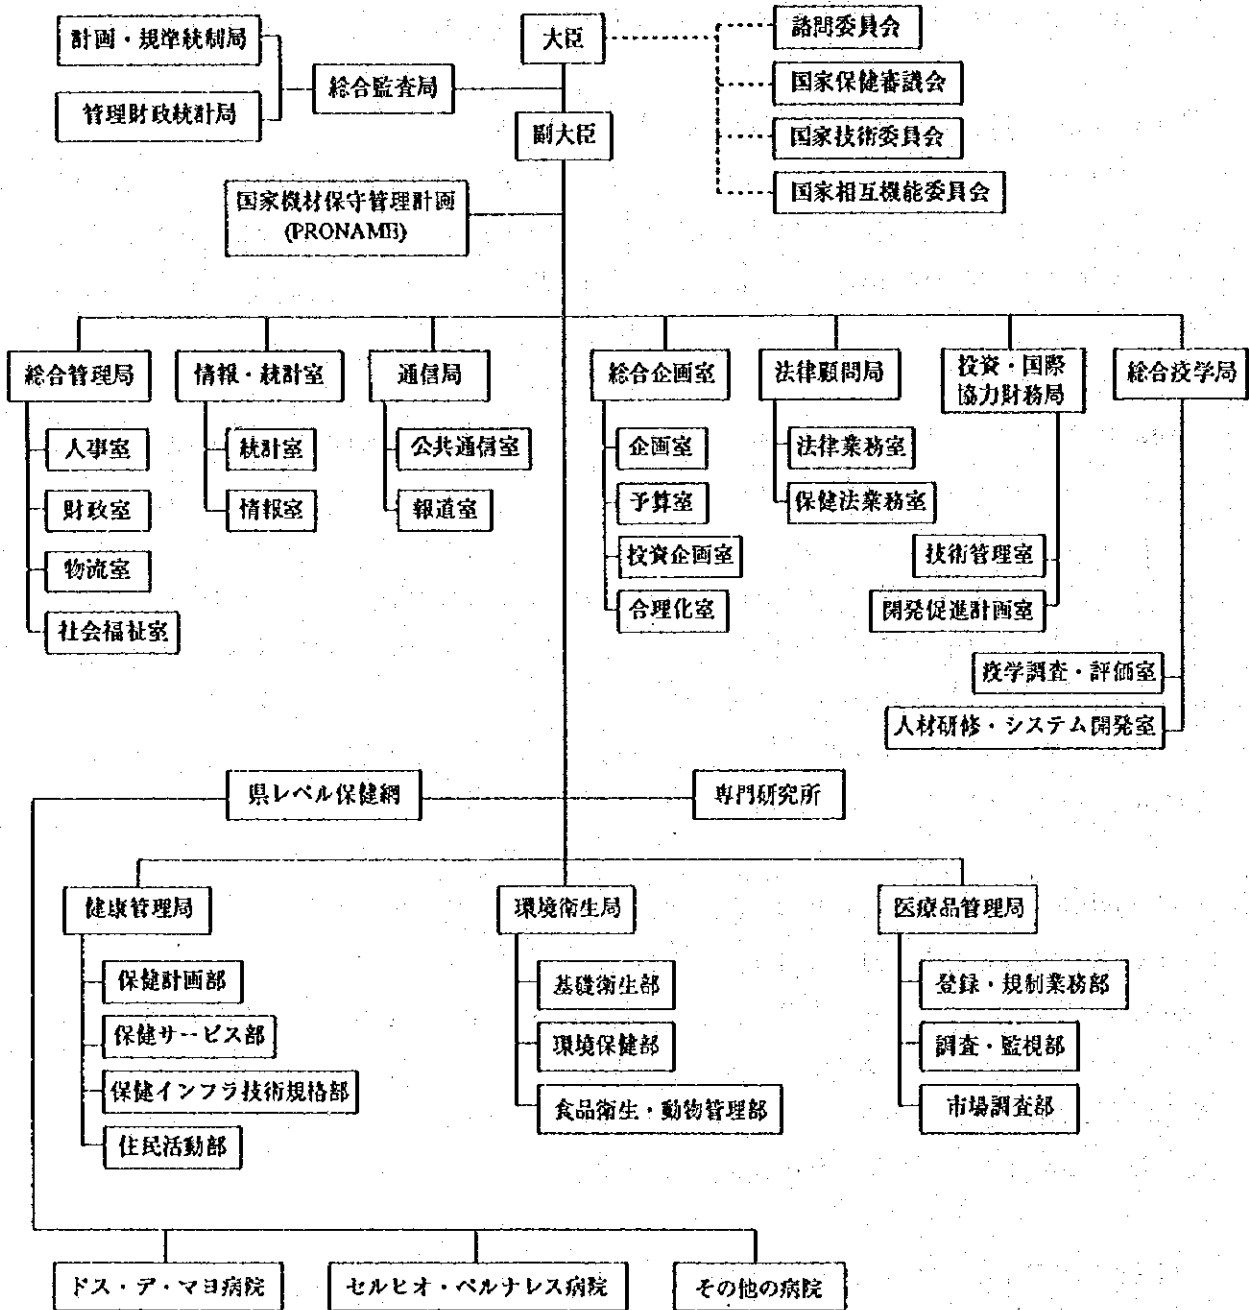 計画・規準統制局
大臣
諮問委員会
総合監査局
国家保健審議会
管理財政統計局
副大臣
国家技術委員会
国家相互機能委員会
国家機材保守管理計画
(PRONAME)
総合管理局
情報・統計室
通信局
総合企画室
法律顧問局
投資・国際
協力財務局
総合疫学局
人事室
統計室
公共通信室
企画室
法律業務室
財政室
情報室
報道室
予算室
保健法業務室
物流室
投資企画室
技術管理室
社会福祉室
合理化室
開発促進計画室
疫学調査・評価室
人材研修・システム開発室
県レベル保健網
専門研究所
健康管理局
環境衛生局
医療品管理局
保健計画部
基礎衛生部
登録・規制業務部
保健サービス部
環境保健部
調査・監視部
保健インフラ技術規格部
食品衛生・動物管理部
市場調査部
住民活動部
ドス・デ・マヨ病院
セルヒオ・ベルナレス病院
その他の病院